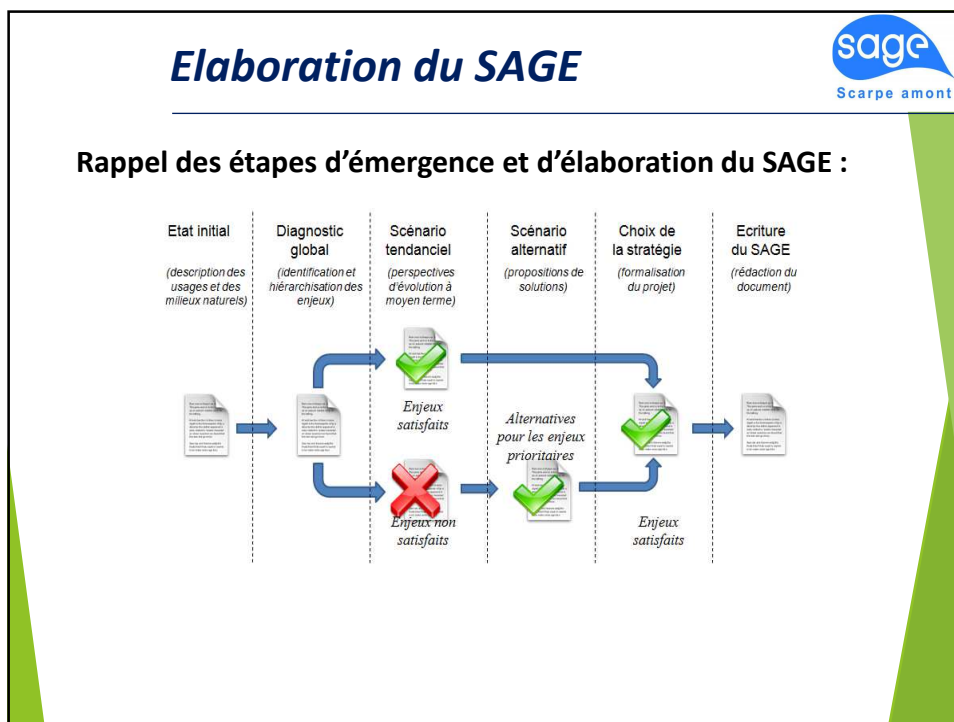 Elaboration du SAGE
sage
Scarpe amont
Rappel des étapes d’émergence et d’élaboration du SAGE :
Etat initial
(description des
usages et des
milieux naturels)
Diagnostic
global
(identification et
hiérarchisation des
enjeux)
Scénario
tendanciel
(perspectives
d'évolution à
moyen terme)
Scénario
alternatif
(propositions de
solutions)
Choix de
la stratégie
(formalisation
du projet)
Ecriture
du SAGE
(rédaction du
document)
Enjeux
satisfaits
Alternatives
pour les enjeux
prioritaires
Enjeux non
satisfaits
Enjeux
satisfaits